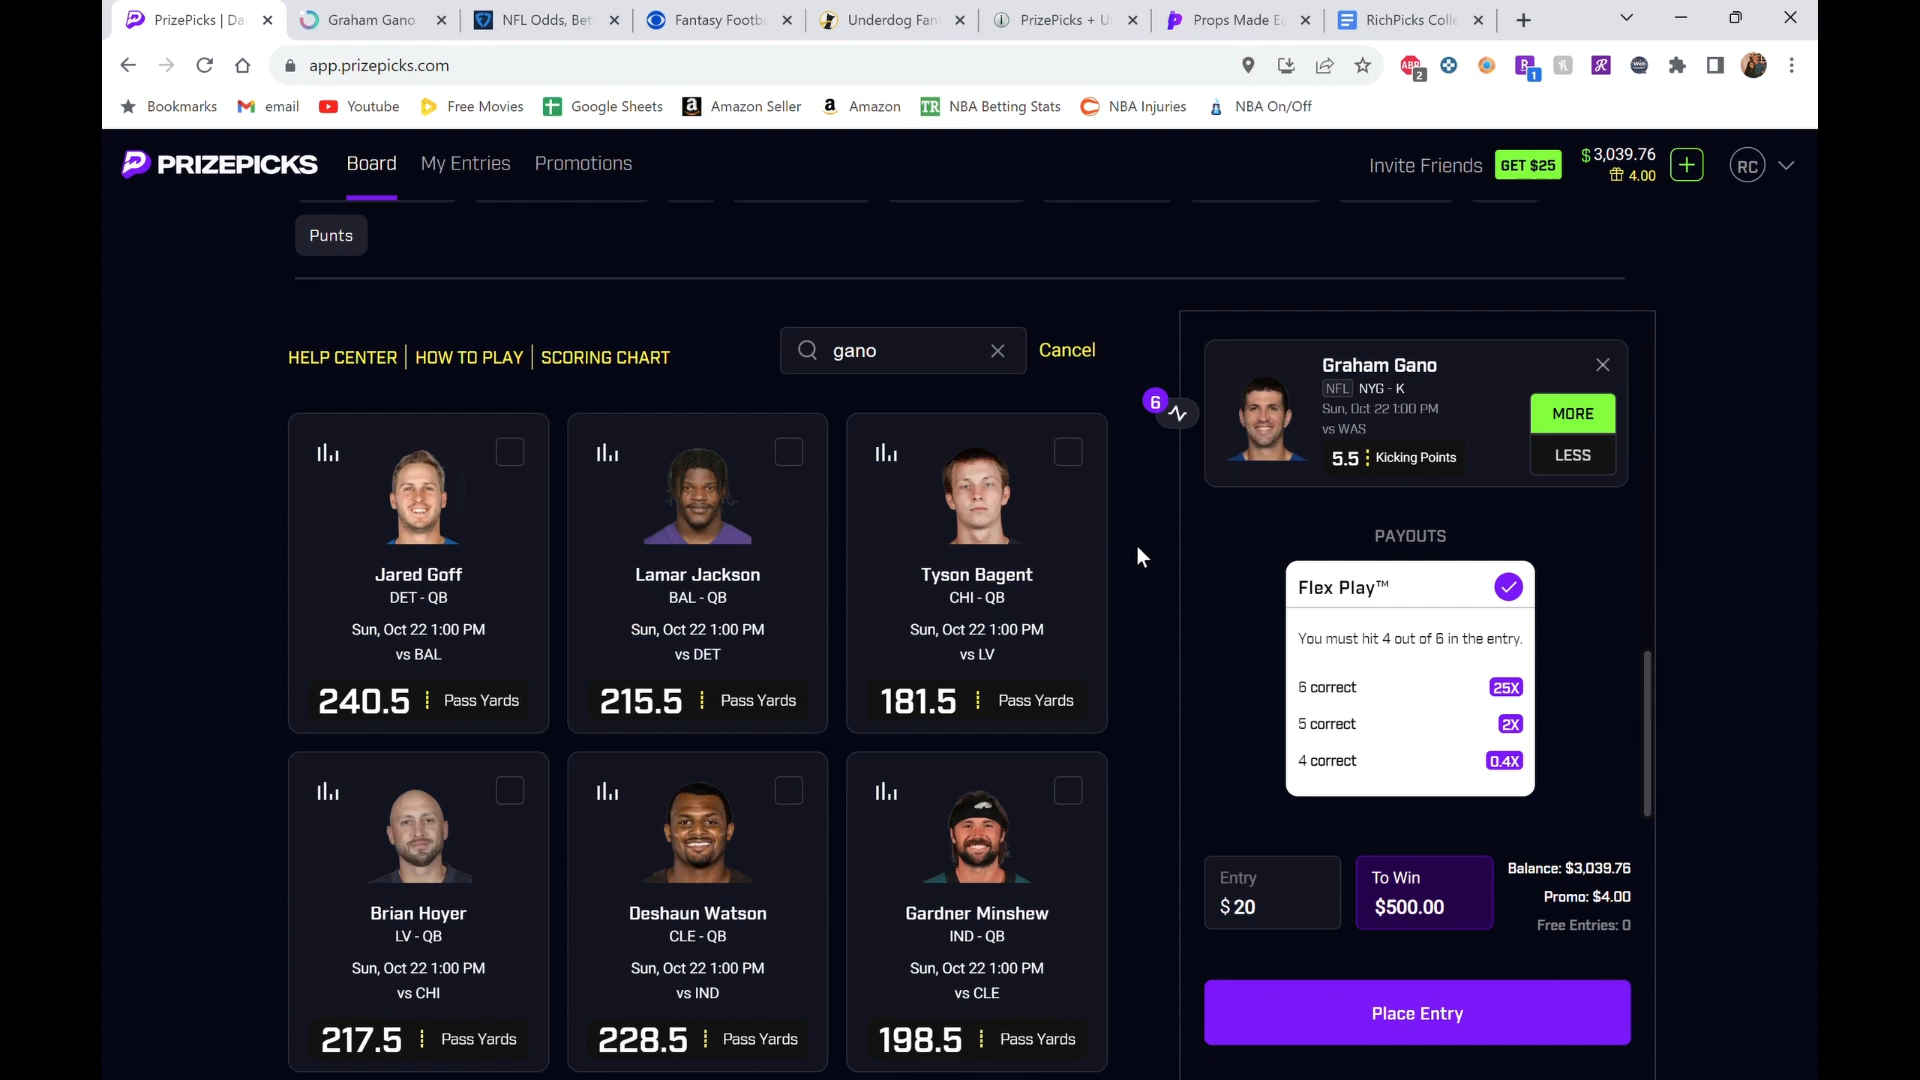 PrizePicks | Da
Graham Gano
NFL Odds, Bet
Fantasy Footba
Underdog Fan
PrizePicks + U
Props Made Ea
RichPicks Colle
app.prizepicks.com
ABP
2
1
Bookmarks
email
Youtube
Free Movies
Google Sheets
Amazon Seller
Amazon
TR
NBA Betting Stats
NBA Injuries
NBA On/Off
PRIZEPICKS
Board
My Entries
Promotions
Invite Friends
GET $25
$3,039.76
4.00
RC
Punts
HELP CENTER
HOW TO PLAY
SCORING CHART
gano
Cancel
6
Graham Gano
NFL NYG - K
Sun, Oct 22 1:00 PM
vs WAS
5.5 Kicking Points
MORE
LESS
Jared Goff
DET - QB
Sun, Oct 22 1:00 PM
vs BAL
240.5 Pass Yards
Lamar Jackson
BAL - QB
Sun, Oct 22 1:00 PM
vs DET
215.5 Pass Yards
Tyson Bagent
CHI - QB
Sun, Oct 22 1:00 PM
vs LV
181.5 Pass Yards
Brian Hoyer
LV - QB
Sun, Oct 22 1:00 PM
vs CHI
217.5 Pass Yards
Deshaun Watson
CLE - QB
Sun, Oct 22 1:00 PM
vs IND
228.5 Pass Yards
Gardner Minshew
IND - QB
Sun, Oct 22 1:00 PM
vs CLE
198.5 Pass Yards
PAYOUTS
Flex Play™
You must hit 4 out of 6 in the entry.
6 correct 25X
5 correct 2X
4 correct 0.4X
Entry
$ 20
To Win
$500.00
Balance: $3,039.76
Promo: $4.00
Free Entries: 0
Place Entry